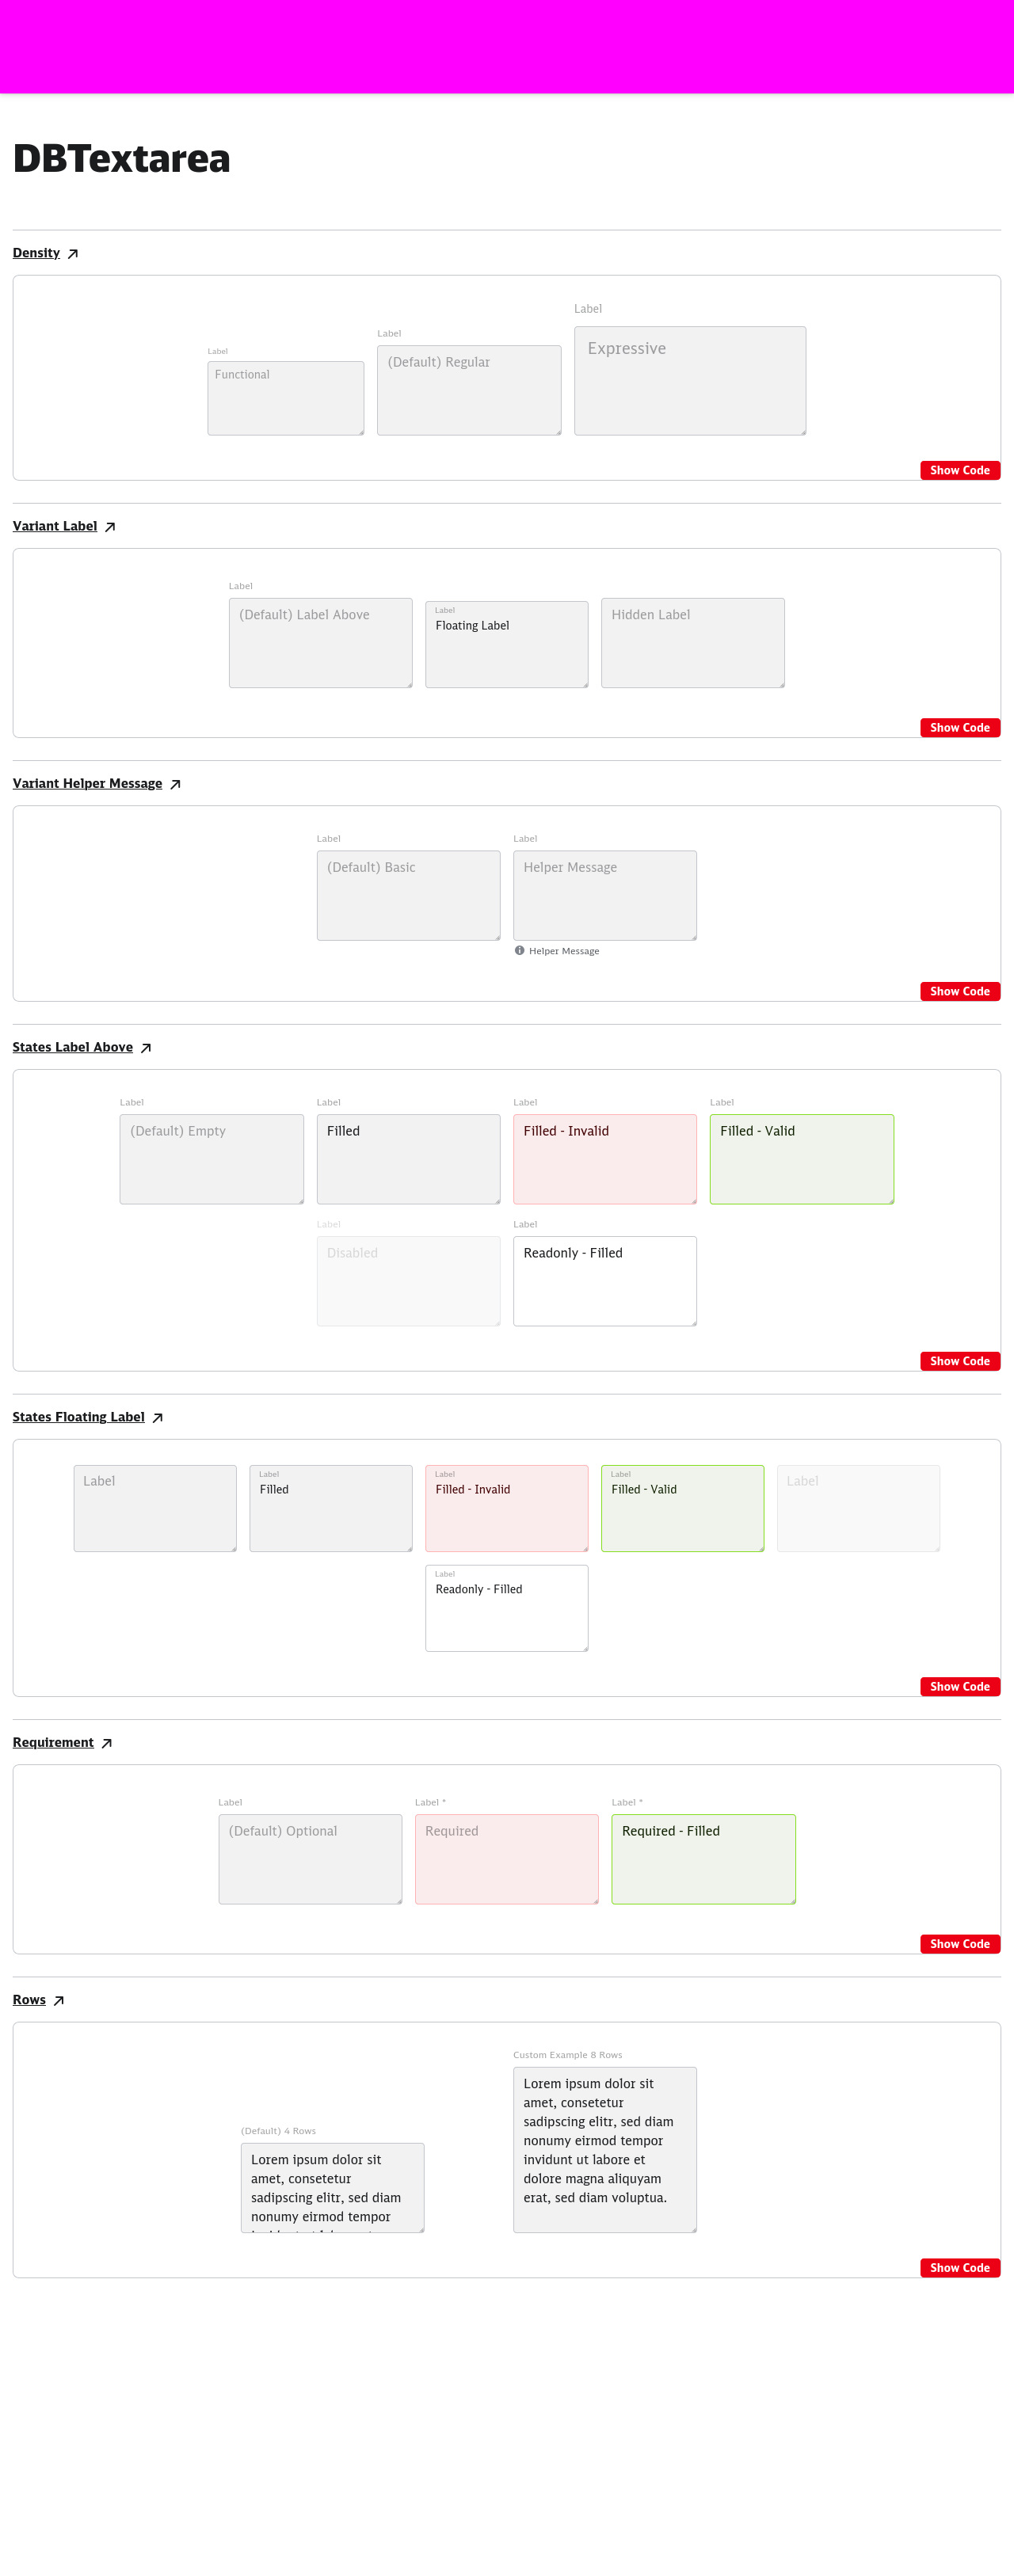 DBTextarea
Density
Label
Functional
Label
(Default) Regular
Label
Expressive
Show Code
Variant Label
Label
(Default) Label Above
Label
Floating Label
Hidden Label
Show Code
Variant Helper Message
Label
(Default) Basic
Label
Helper Message
Helper Message
Show Code
States Label Above
Label
(Default) Empty
Label
Filled
Label
Filled - Invalid
Label
Filled - Valid
Label
Disabled
Label
Readonly - Filled
Show Code
States Floating Label
Label
Label
Filled
Label
Filled - Invalid
Label
Filled - Valid
Label
Label
Readonly - Filled
Show Code
Requirement
Label
(Default) Optional
Label *
Required
Label *
Required - Filled
Show Code
Rows
(Default) 4 Rows
Lorem ipsum dolor sit
amet, consetetur
sadipscing elitr, sed diam
nonumy eirmod tempor
Custom Example 8 Rows
Lorem ipsum dolor sit
amet, consetetur
sadipscing elitr, sed diam
nonumy eirmod tempor
invidunt ut labore et
dolore magna aliquyam
erat, sed diam voluptua.
Show Code